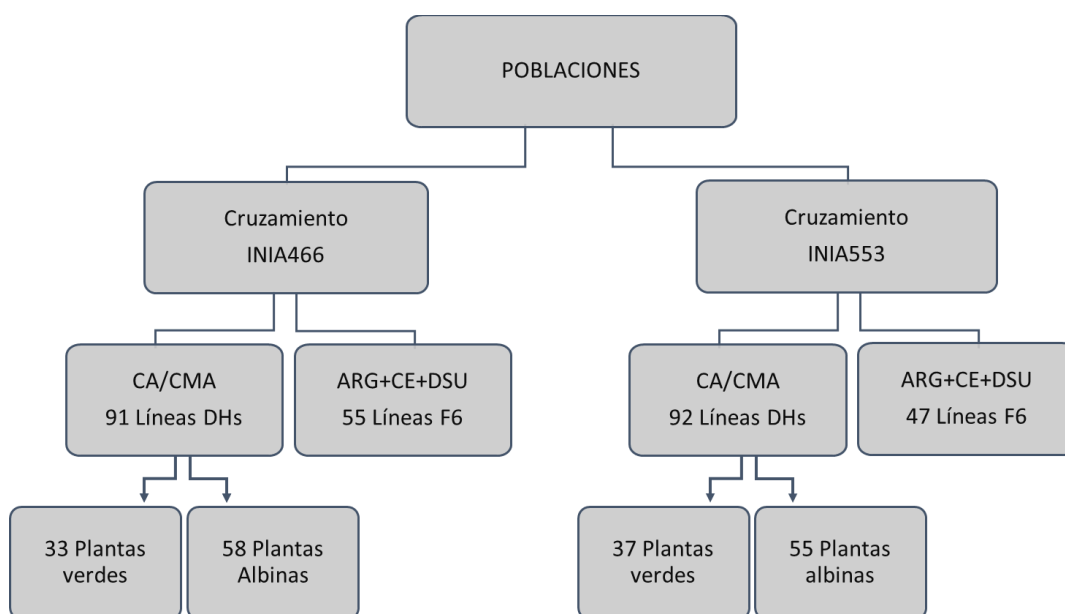 POBLACIONES
Cruzamiento
INIA466
Cruzamiento
INIA553
CA/CMA
91 Líneas DHs
ARG+CE+DSU
55 Líneas F6
CA/CMA
92 Líneas DHs
ARG+CE+DSU
47 Líneas F6
33 Plantas
verdes
58 Plantas
Albinas
37 Plantas
verdes
55 Plantas
albinas